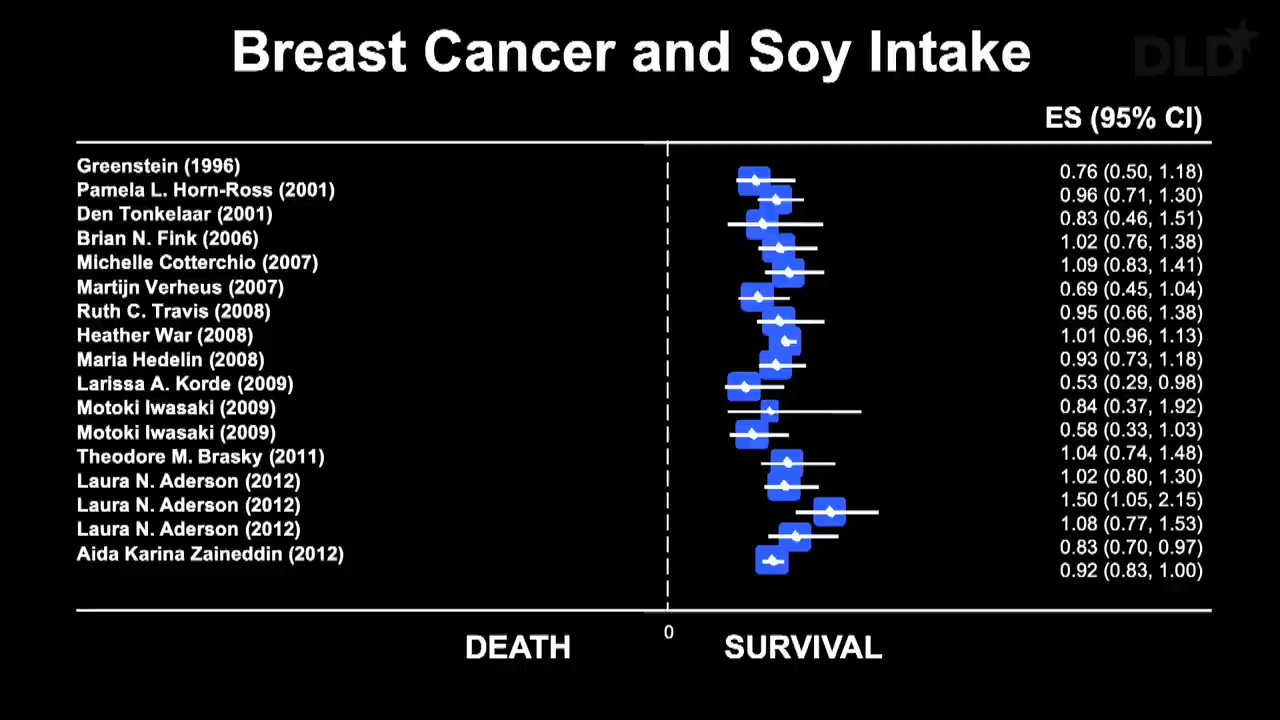 DLD
Breast Cancer and Soy Intake
ES (95% CI)
Greenstein (1996)
0.76 (0.50, 1.18)
Pamela L. Horn-Ross (2001)
0.96 (0.71, 1.30)
Den Tonkelaar (2001)
0.83 (0.46, 1.51)
Brian N. Fink (2006)
1.02 (0.76, 1.38)
Michelle Cotterchio (2007)
1.09 (0.83, 1.41)
Martijn Verheus (2007)
0.69 (0.45, 1.04)
Ruth C. Travis (2008)
0.95 (0.66, 1.38)
Heather War (2008)
1.01 (0.96, 1.13)
Maria Hedelin (2008)
0.93 (0.73, 1.18)
Larissa A. Korde (2009)
0.53 (0.29, 0.98)
Motoki Iwasaki (2009)
0.84 (0.37, 1.92)
Motoki Iwasaki (2009)
0.58 (0.33, 1.03)
Theodore M. Brasky (2011)
1.04 (0.74, 1.48)
Laura N. Aderson (2012)
1.02 (0.80, 1.30)
Laura N. Aderson (2012)
1.50 (1.05, 2.15)
Laura N. Aderson (2012)
1.08 (0.77, 1.53)
Aida Karina Zaineddin (2012)
0.83 (0.70, 0.97)
0.92 (0.83, 1.00)
0
DEATH
SURVIVAL